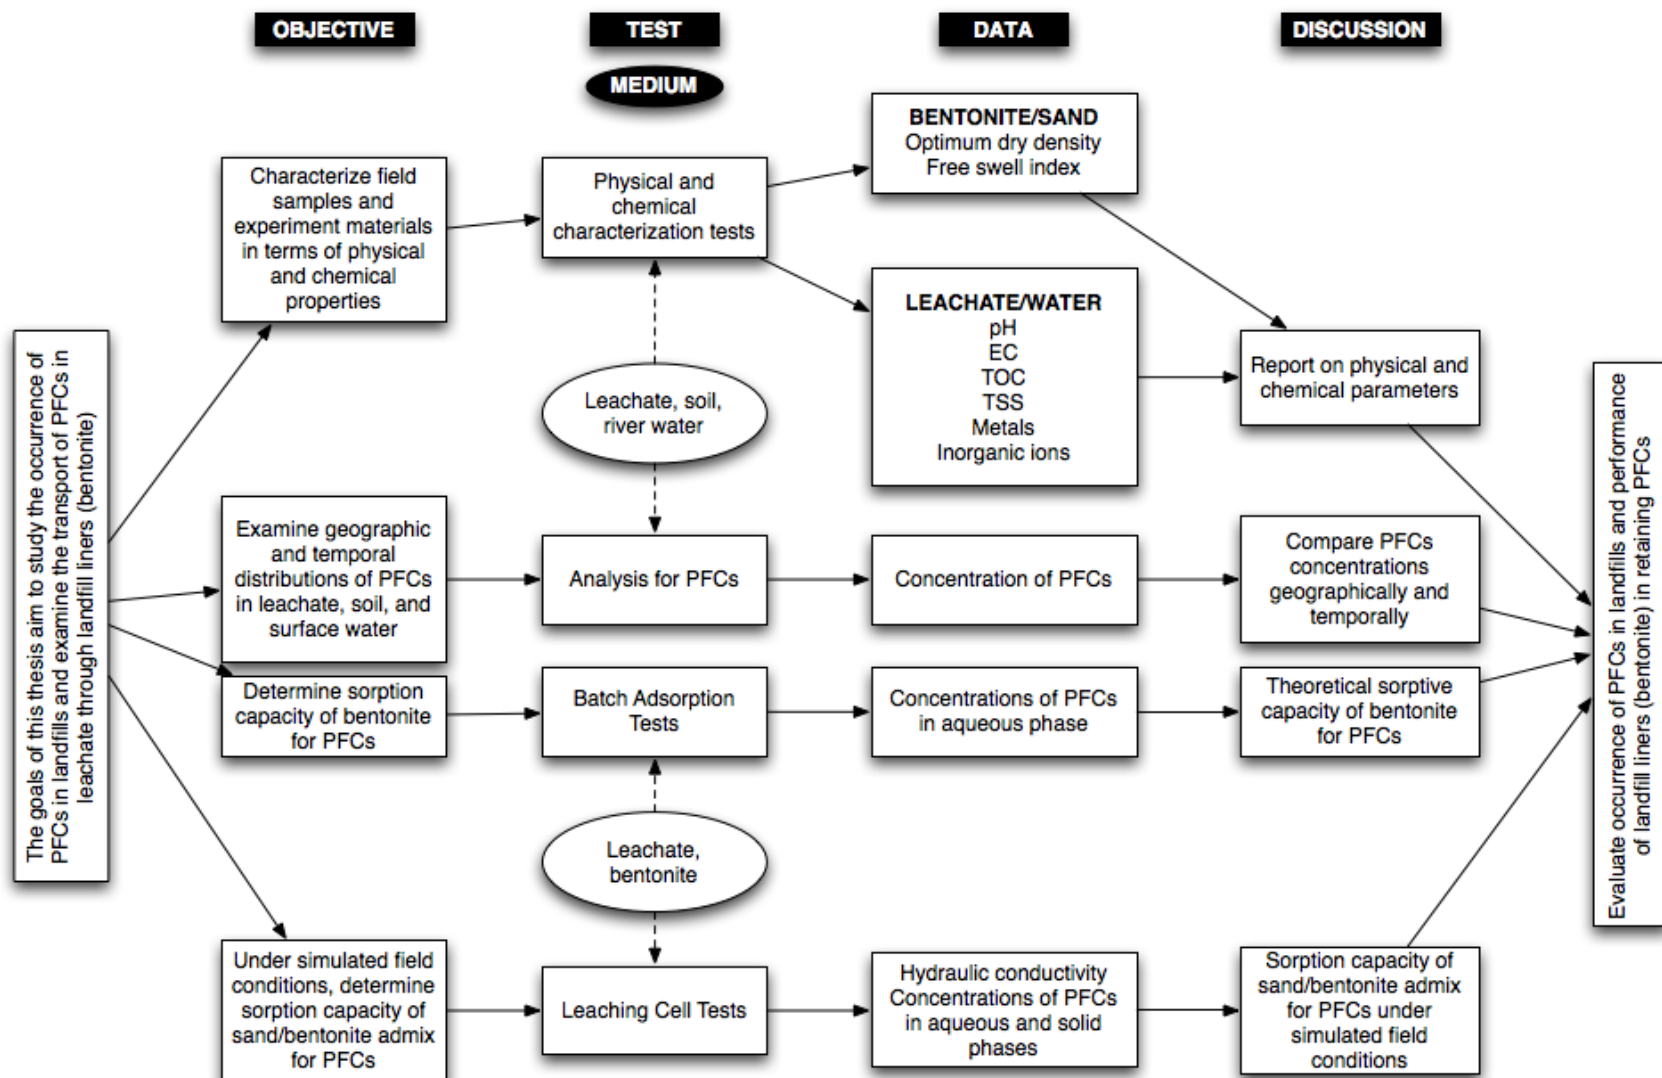 OBJECTIVE
TEST
DATA
DISCUSSION
MEDIUM
The goals of this thesis aim to study the occurrence of
PFCs in landfills and examine the transport of PFCs in
leachate through landfill liners (bentonite)
Characterize field
samples and
experiment materials
in terms of physical
and chemical
properties
Physical and
chemical
characterization tests
BENTONITE/SAND
Optimum dry density
Free swell index
LEACHATE/WATER
pH
EC
TOC
TSS
Metals
Inorganic ions
Report on physical and
chemical parameters
Leachate, soil,
river water
Examine geographic
and temporal
distributions of PFCs
in leachate, soil, and
surface water
Analysis for PFCs
Concentration of PFCs
Compare PFCs
concentrations
geographically and
temporally
Determine sorption
capacity of bentonite
for PFCs
Batch Adsorption
Tests
Concentrations of PFCs
in aqueous phase
Theoretical sorptive
capacity of bentonite
for PFCs
Leachate,
bentonite
Under simulated field
conditions, determine
sorption capacity of
sand/bentonite admix
for PFCs
Leaching Cell Tests
Hydraulic conductivity
Concentrations of PFCs
in aqueous and solid
phases
Sorption capacity of
sand/bentonite admix
for PFCs under
simulated field
conditions
Evaluate occurrence of PFCs in landfills and performance
of landfill liners (bentonite) in retaining PFCs